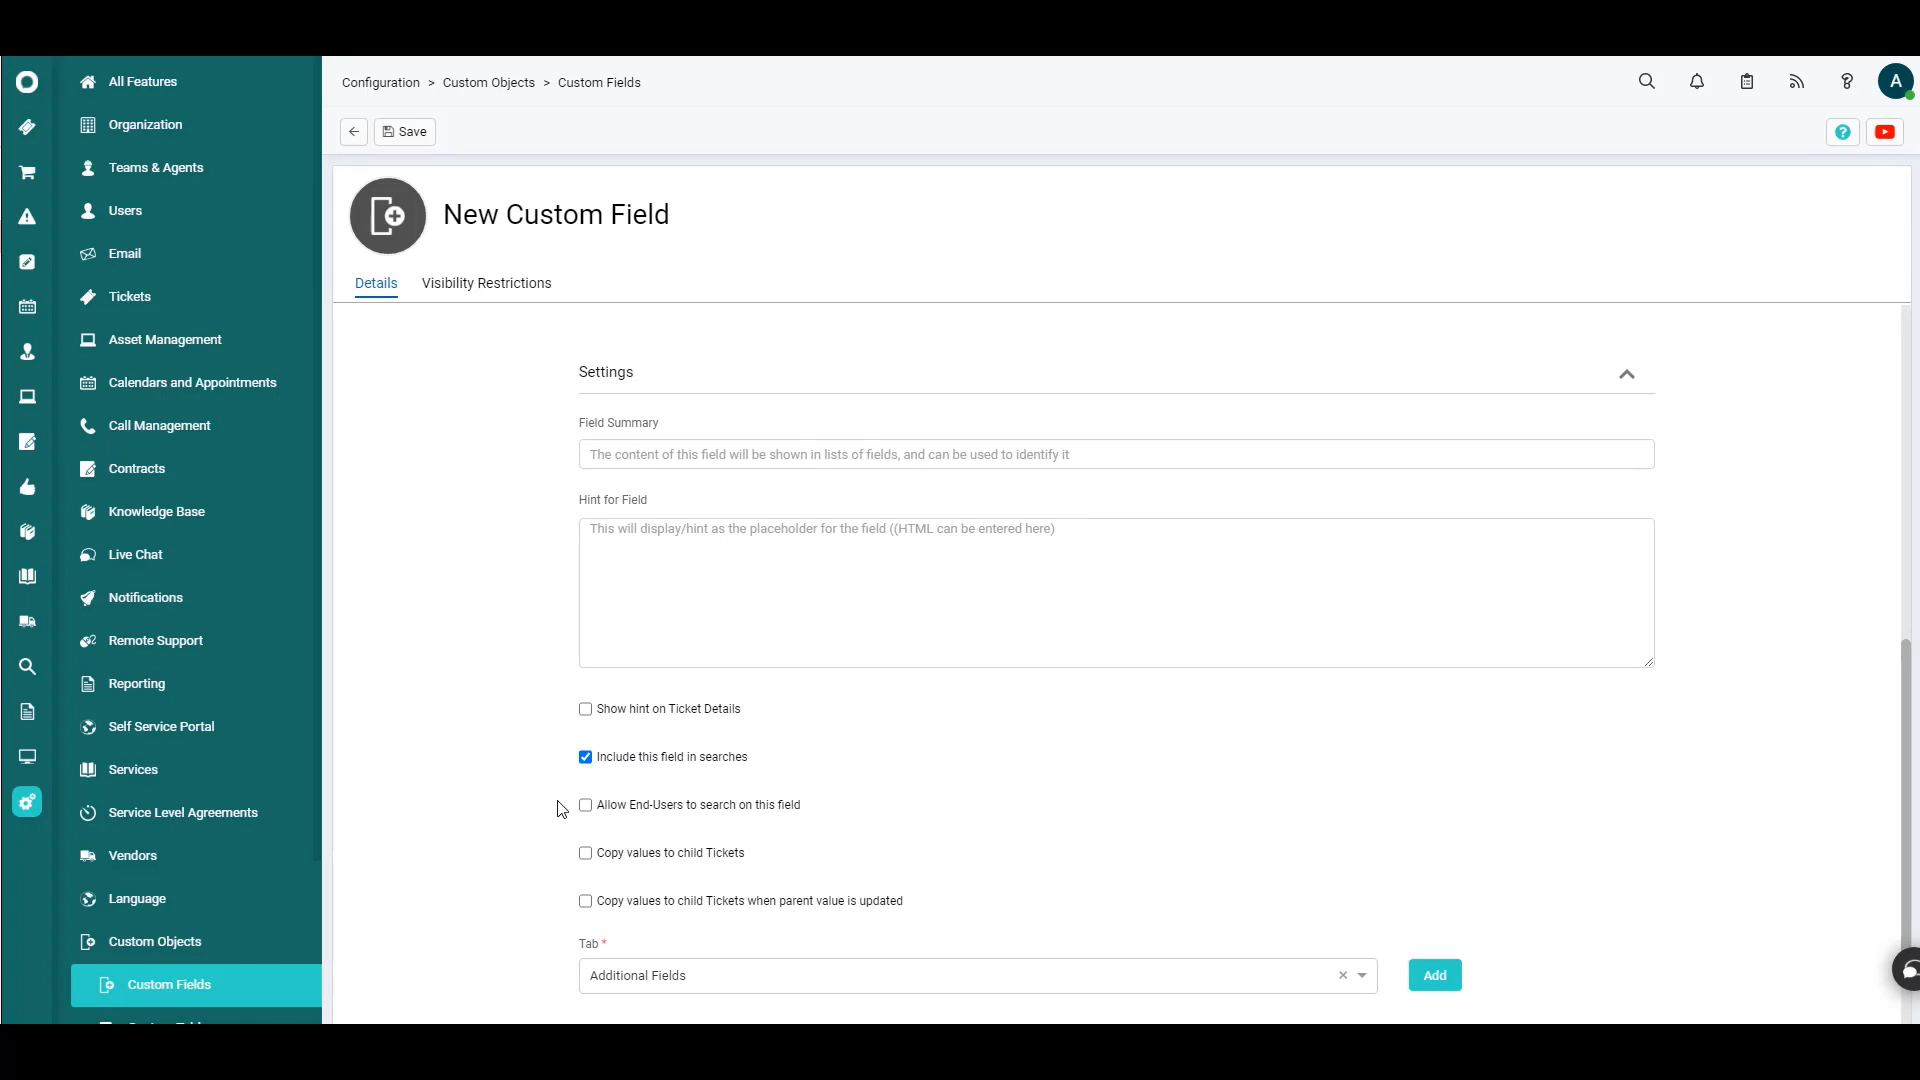 All Features
Organization
Teams & Agents
Users
Email
Tickets
Asset Management
Calendars and Appointments
Call Management
Contracts
Knowledge Base
Live Chat
Notifications
Remote Support
Reporting
Self Service Portal
Services
Service Level Agreements
Vendors
Language
Custom Objects
Custom Fields
Configuration > Custom Objects > Custom Fields
A
Save
New Custom Field
Details Visibility Restrictions
Settings
Field Summary
The content of this field will be shown in lists of fields, and can be used to identify it
Hint for Field
This will display/hint as the placeholder for the field ((HTML can be entered here)
Show hint on Ticket Details
Include this field in searches
Allow End-Users to search on this field
Copy values to child Tickets
Copy values to child Tickets when parent value is updated
Tab *
Additional Fields
Add